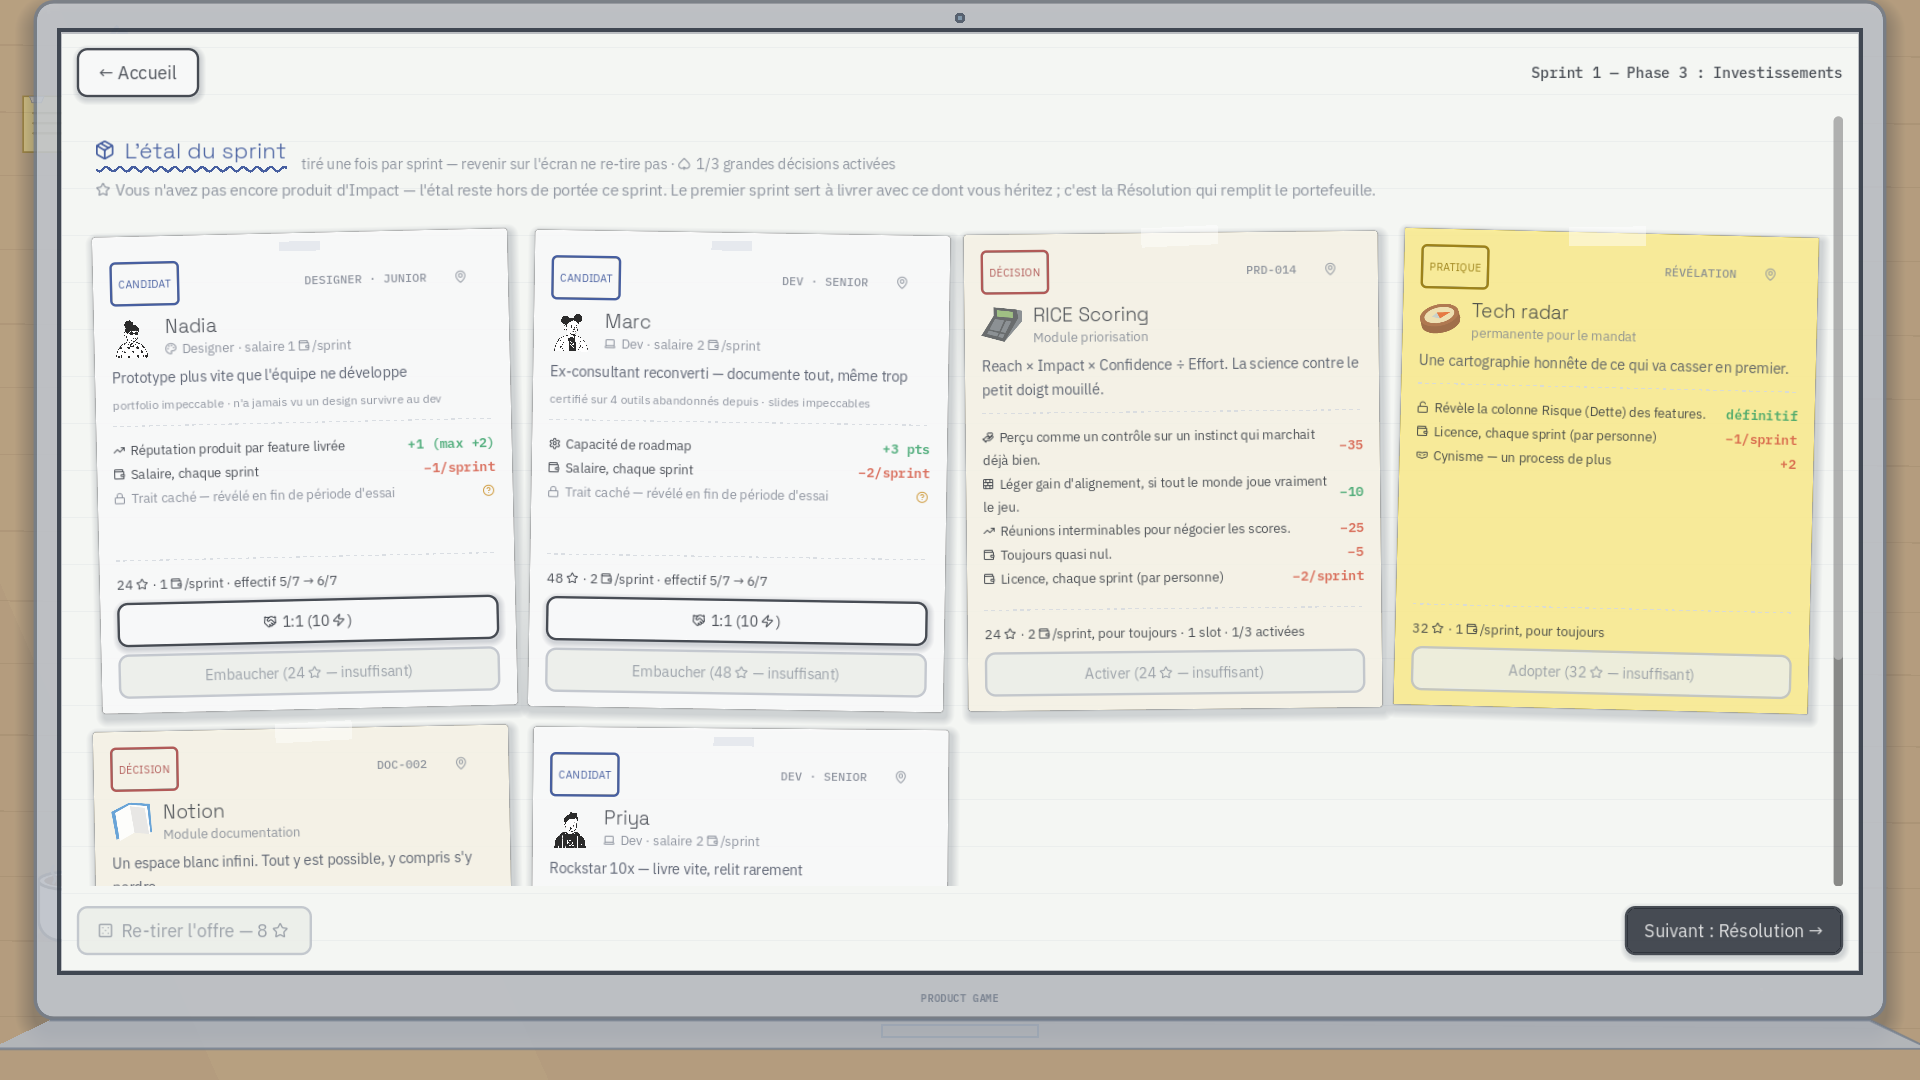 ← Accueil
Sprint 1 — Phase 3 : Investissements
L'étal du sprint
tiré une fois par sprint — revenir sur l'écran ne re-tire pas · 1/3 grandes décisions activées
Vous n'avez pas encore produit d'Impact — l'étal reste hors de portée ce sprint. Le premier sprint sert à livrer avec ce dont vous héritez ; c'est la Résolution qui remplit le portefeuille.
CANDIDAT
DESIGNER · JUNIOR
Nadia
Designer · salaire 1 /sprint
Prototype plus vite que l'équipe ne développe
portfolio impeccable · n'a jamais vu un design survivre au dev
Réputation produit par feature livrée +1 (max +2)
Salaire, chaque sprint −1/sprint
Trait caché — révélé en fin de période d'essai
24 · 1 /sprint · effectif 5/7 → 6/7
1:1 (10 )
Embaucher (24 — insuffisant)
CANDIDAT
DEV · SENIOR
Marc
Dev · salaire 2 /sprint
Ex-consultant reconverti — documente tout, même trop
certifié sur 4 outils abandonnés depuis · slides impeccables
Capacité de roadmap +3 pts
Salaire, chaque sprint −2/sprint
Trait caché — révélé en fin de période d'essai
48 · 2 /sprint · effectif 5/7 → 6/7
1:1 (10 )
Embaucher (48 — insuffisant)
DÉCISION
PRD-014
RICE Scoring
Module priorisation
Reach × Impact × Confidence ÷ Effort. La science contre le
petit doigt mouillé.
Perçu comme un contrôle sur un instinct qui marchait
déjà bien. −35
Léger gain d'alignement, si tout le monde joue vraiment
le jeu. −10
Réunions interminables pour négocier les scores. −25
Toujours quasi nul. −5
Licence, chaque sprint (par personne) −2/sprint
24 · 2 /sprint, pour toujours · 1 slot · 1/3 activées
Activer (24 — insuffisant)
PRATIQUE
RÉVÉLATION
Tech radar
permanente pour le mandat
Une cartographie honnête de ce qui va casser en premier.
Révèle la colonne Risque (Dette) des features. définitif
Licence, chaque sprint (par personne) −1/sprint
Cynisme — un process de plus +2
32 · 1 /sprint, pour toujours
Adopter (32 — insuffisant)
DÉCISION
DOC-002
Notion
Module documentation
Un espace blanc infini. Tout y est possible, y compris s'y
perdre.
CANDIDAT
DEV · SENIOR
Priya
Dev · salaire 2 /sprint
Rockstar 10x — livre vite, relit rarement
Re-tirer l'offre — 8
Suivant : Résolution →
PRODUCT GAME